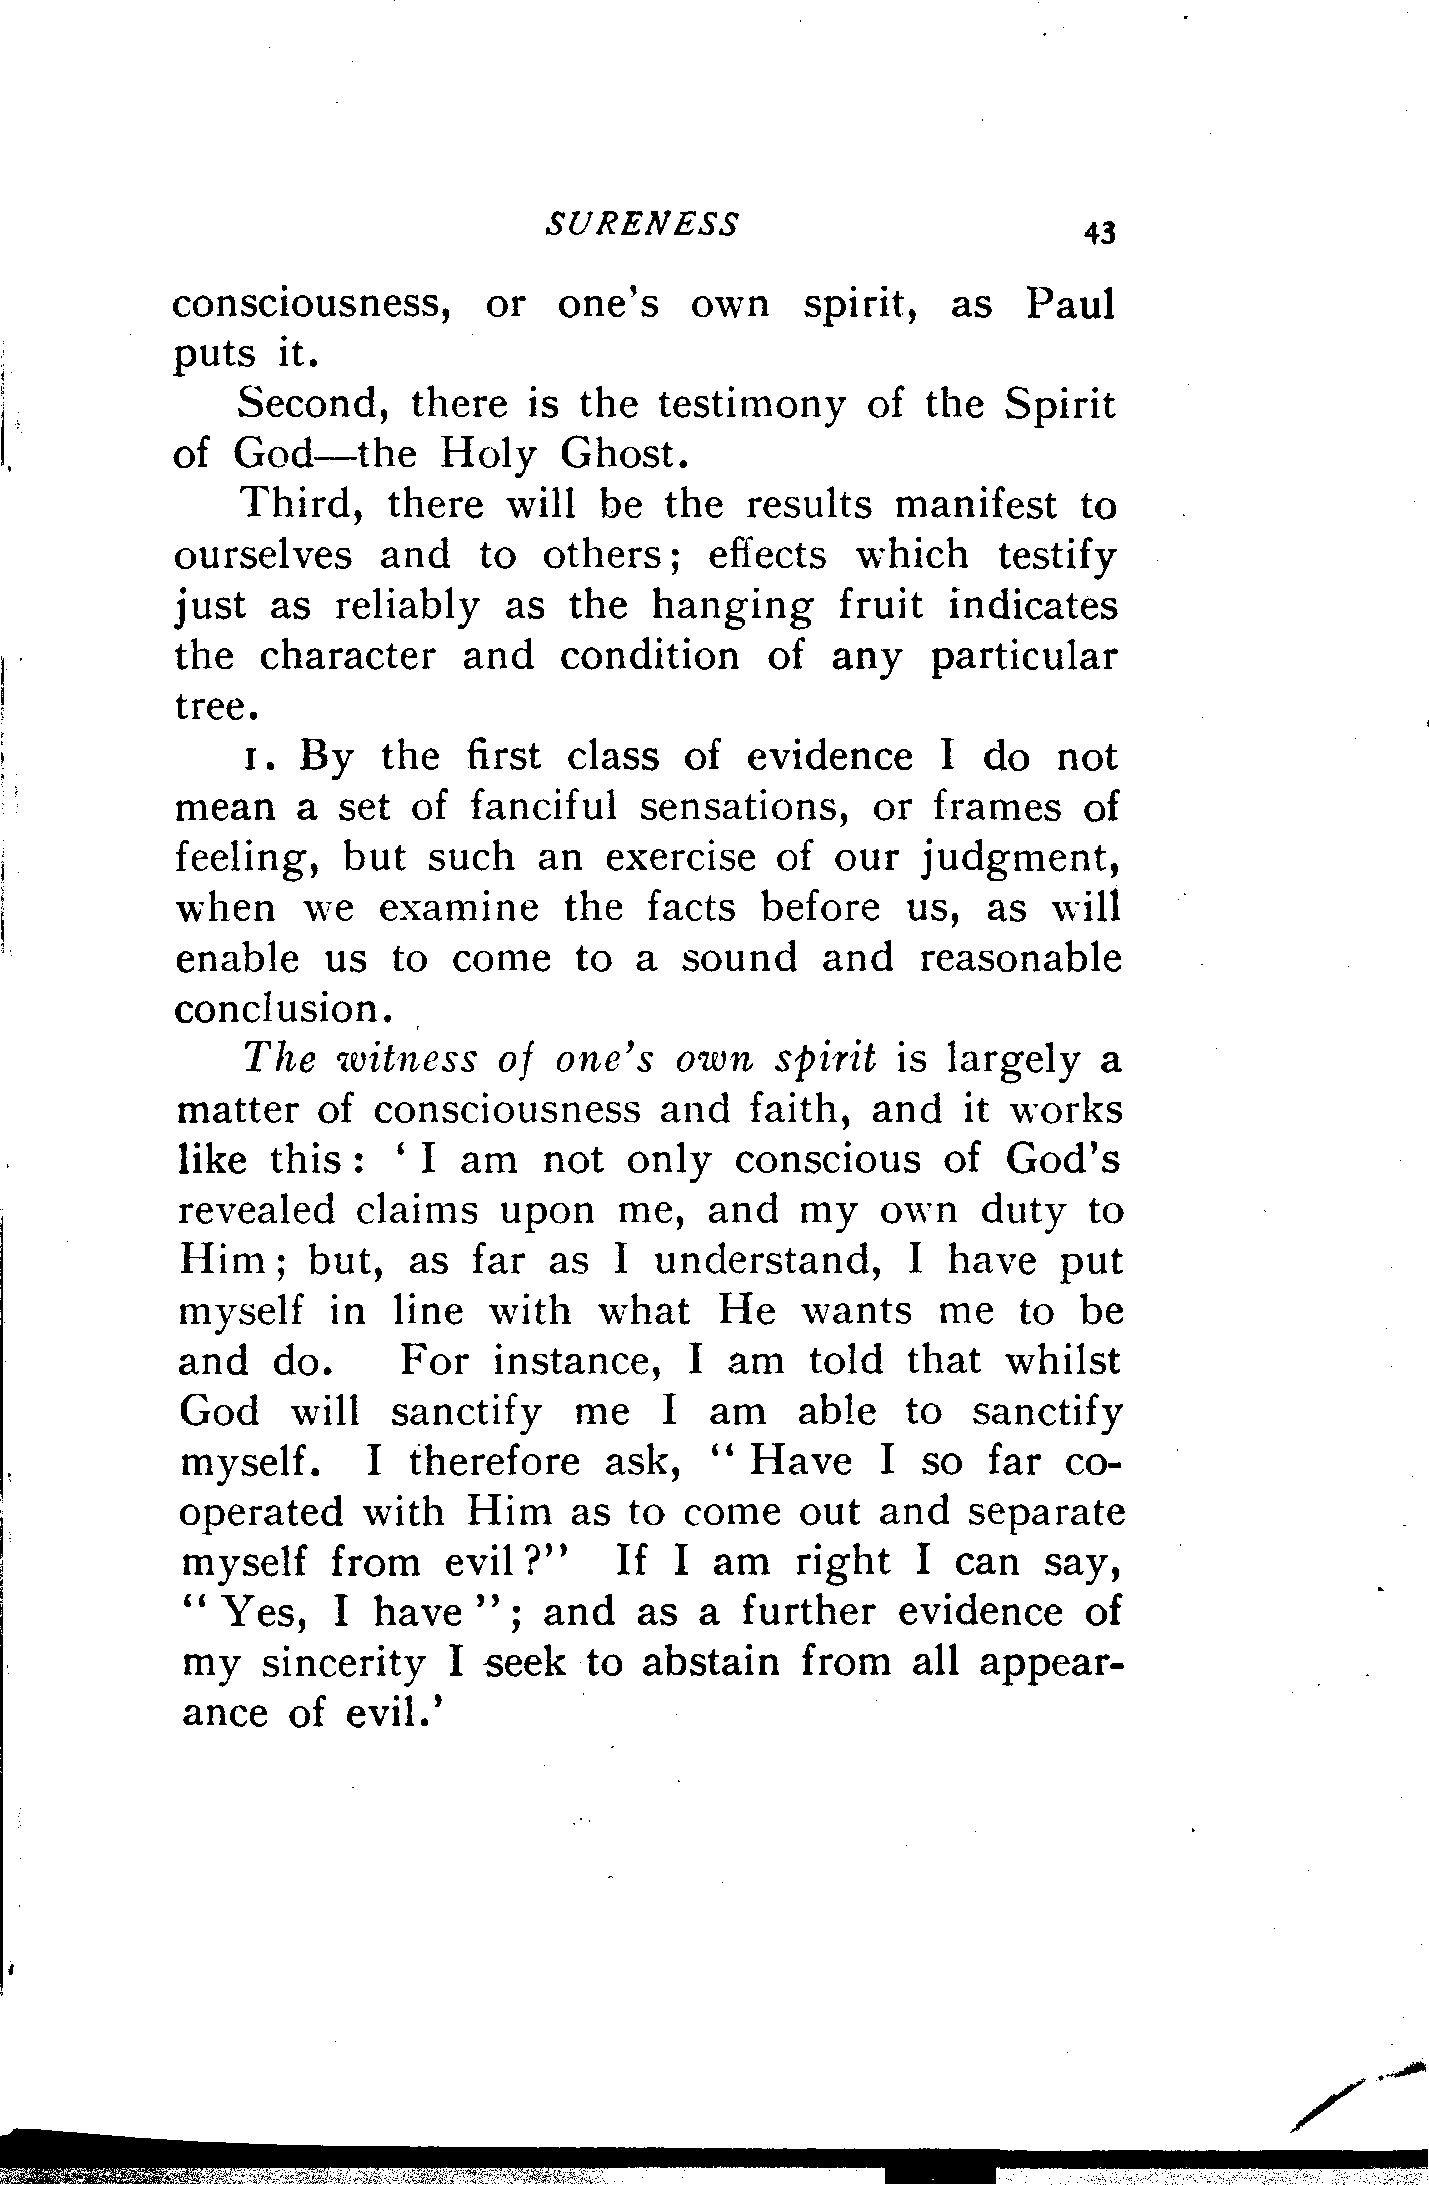 SURENESS 43
consciousness, or one's own spirit, as Paul
puts it.
Second, there is the testimony of the Spirit
of God—the Holy Ghost.
Third, there will be the results manifest to
ourselves and to others; effects which testify
just as reliably as the hanging fruit indicates
the character and condition of any particular
tree.
1. By the first class of evidence I do not
mean a set of fanciful sensations, or frames of
feeling, but such an exercise of our judgment,
when we examine the facts before us, as will
enable us to come to a sound and reasonable
conclusion.
The witness of one's own spirit is largely a
matter of consciousness and faith, and it works
like this: ' I am not only conscious of God's
revealed claims upon me, and my own duty to
Him; but, as far as I understand, I have put
myself in line with what He wants me to be
and do. For instance, I am told that whilst
God will sanctify me I am able to sanctify
myself. I therefore ask, " Have I so far co-
operated with Him as to come out and separate
myself from evil?" If I am right I can say,
" Yes, I have "; and as a further evidence of
my sincerity I seek to abstain from all appear-
ance of evil.'